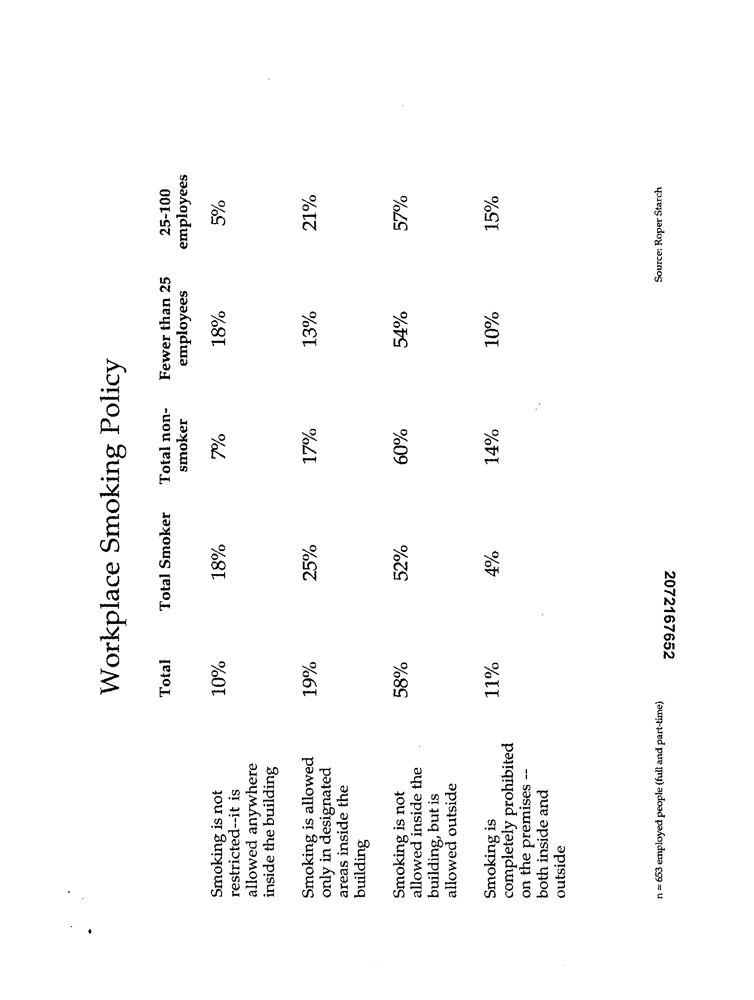 Workplace Smoking Policy
Total Total Smoker Total non-smoker Fewer than 25 employees 25-100 employees
Smoking is not
restricted--it is
allowed anywhere
inside the building
10% 18% 7% 18% 5%
Smoking is allowed
only in designated
areas inside the
building
19% 25% 17% 13% 21%
Smoking is not
allowed inside the
building, but is
allowed outside
58% 52% 60% 54% 57%
Smoking is
completely prohibited
on the premises --
both inside and
outside
11% 4% 14% 10% 15%
n = 653 employed people (full and part-time)
Source: Roper Starch
2072167652